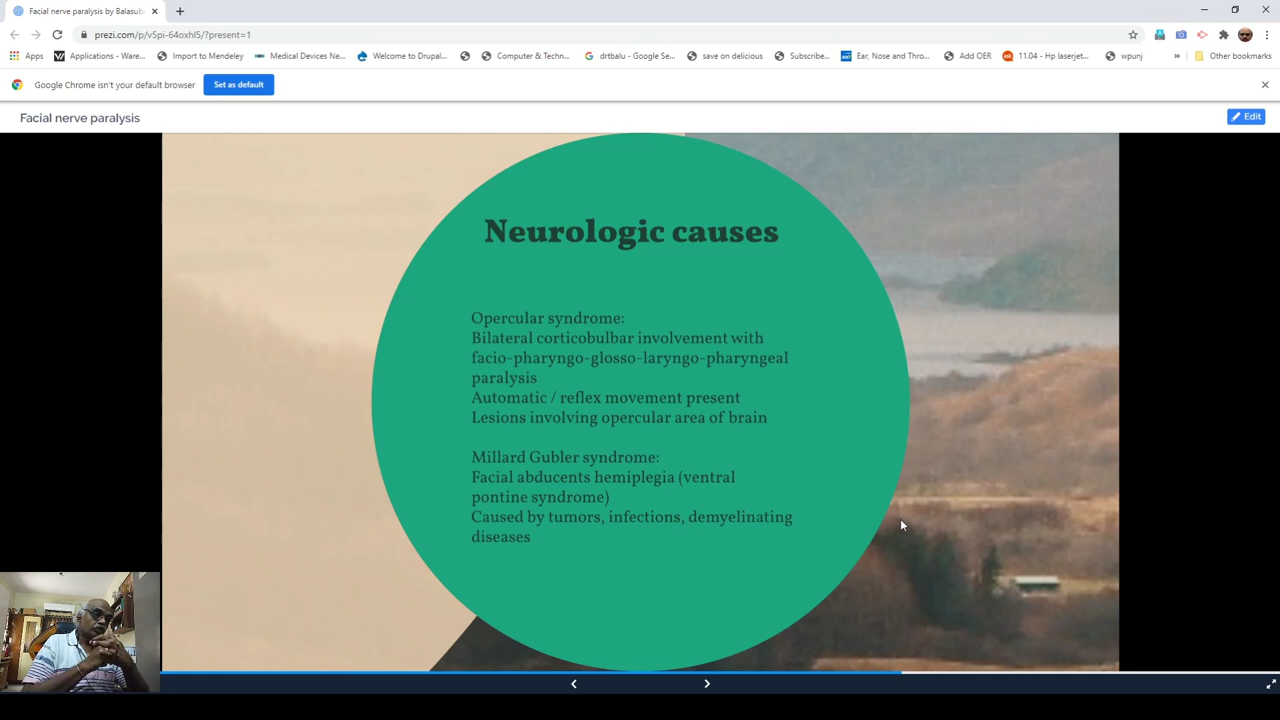 Facial nerve paralysis by Balasub
prezi.com/p/v5pi-64oxhl5/?present=1
Apps
Applications - Ware...
Import to Mendeley
Medical Devices Ne...
Welcome to Drupal...
Computer & Techn...
drtbalu - Google Se...
save on delicious
Subscribe...
Ear, Nose and Thro...
Add OER
11.04 - Hp laserjet...
wpunj
»
Other bookmarks
Google Chrome isn't your default browser
Set as default
Facial nerve paralysis
Edit
Neurologic causes
Opercular syndrome:
Bilateral corticobulbar involvement with
facio-pharyngo-glosso-laryngo-pharyngeal
paralysis
Automatic / reflex movement present
Lesions involving opercular area of brain
Millard Gubler syndrome:
Facial abducents hemiplegia (ventral
pontine syndrome)
Caused by tumors, infections, demyelinating
diseases